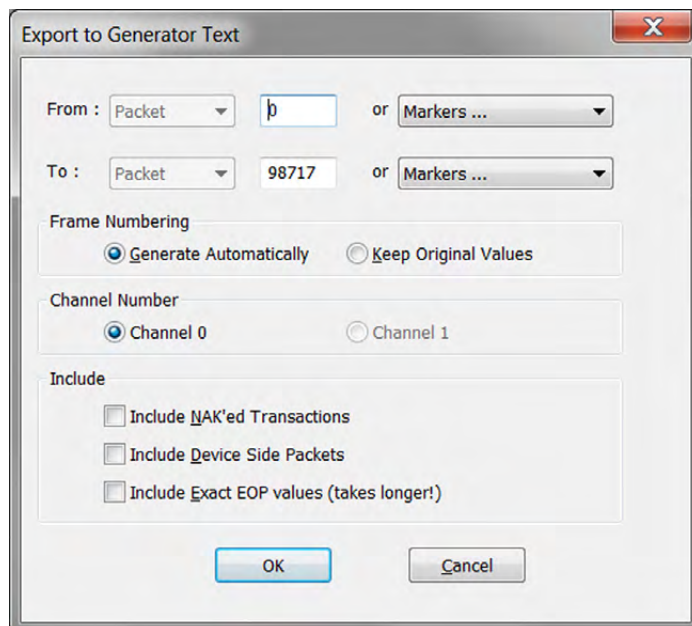 Export to Generator Text
From : Packet 0 or Markers ...
To : Packet 98717 or Markers ...
Frame Numbering
Generate Automatically Keep Original Values
Channel Number
Channel 0 Channel 1
Include
Include NAK'ed Transactions
Include Device Side Packets
Include Exact EOP values (takes longer!)
OK Cancel